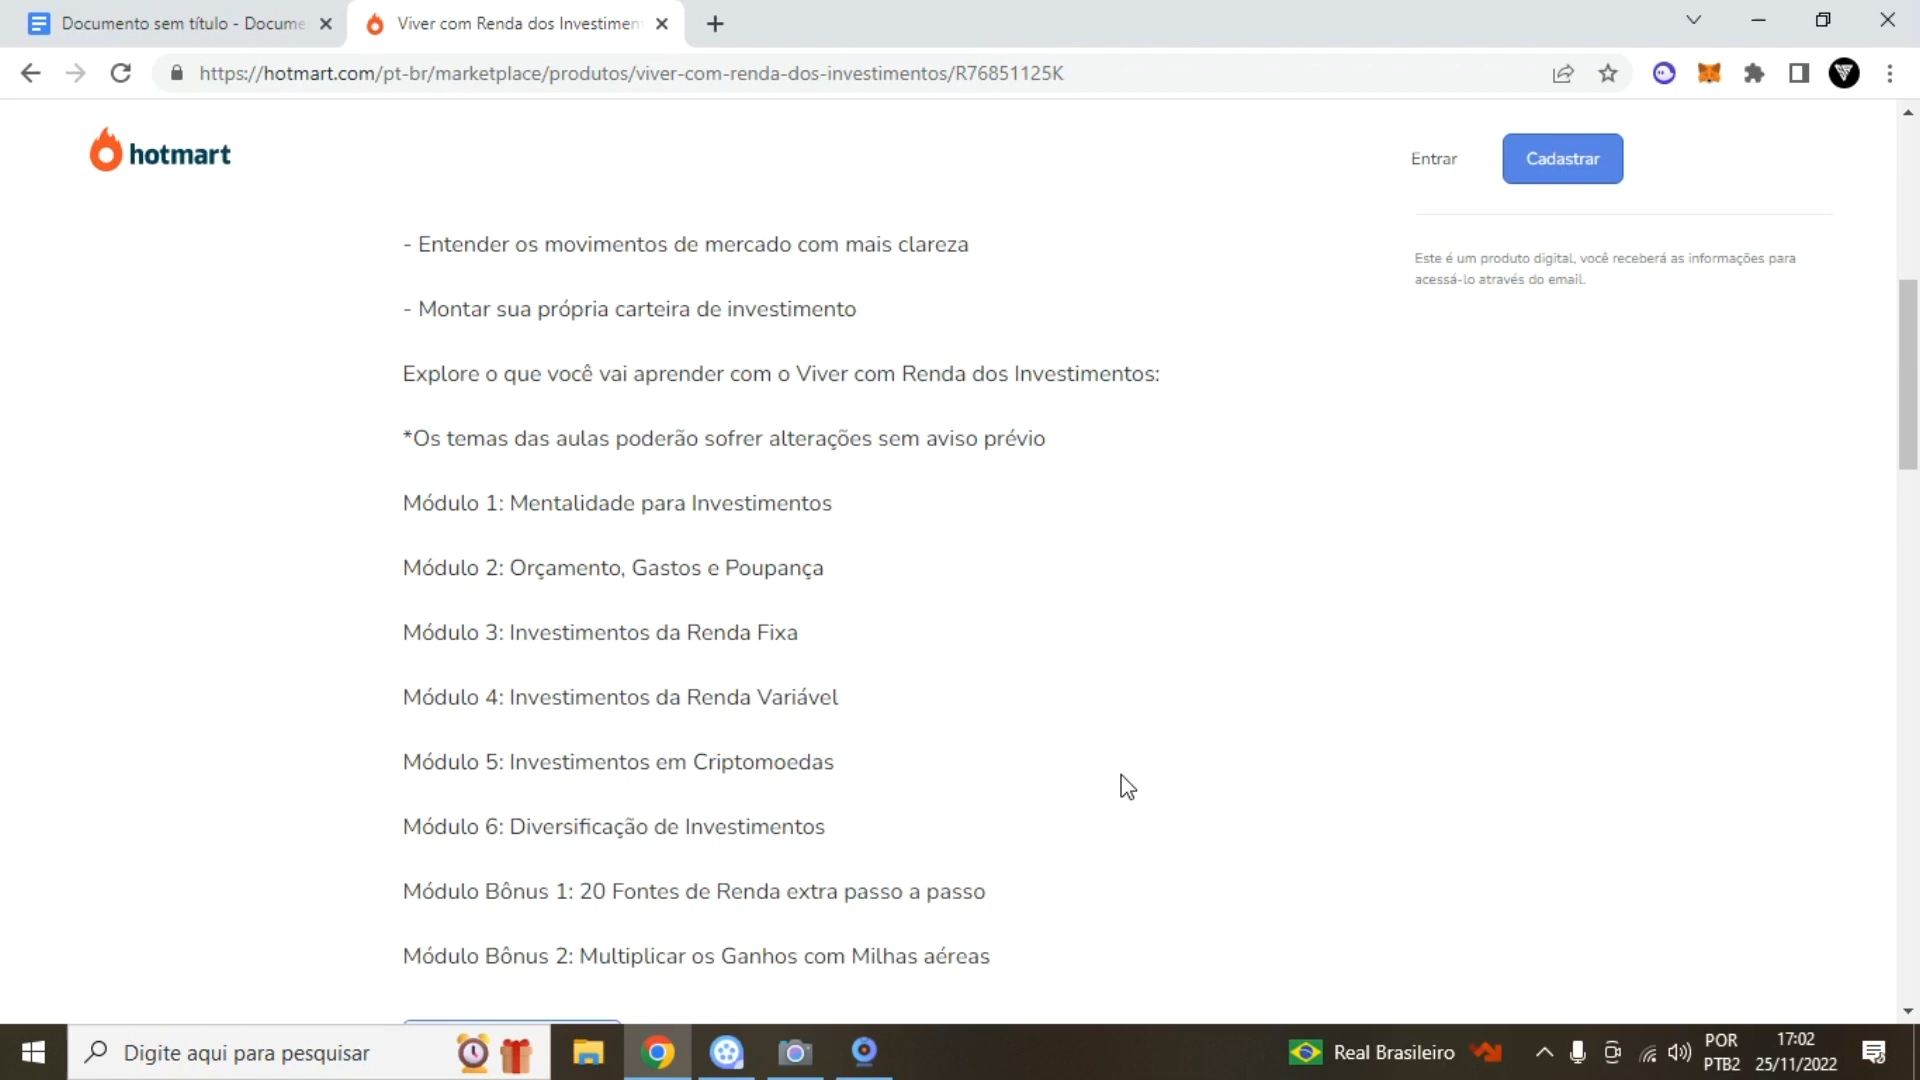 Documento sem título - Docume
Viver com Renda dos Investimen
https://hotmart.com/pt-br/marketplace/produtos/viver-com-renda-dos-investimentos/R76851125K
hotmart
Entrar
Cadastrar
Este é um produto digital, você receberá as informações para
acessá-lo através do email.
- Entender os movimentos de mercado com mais clareza
- Montar sua própria carteira de investimento
Explore o que você vai aprender com o Viver com Renda dos Investimentos:
*Os temas das aulas poderão sofrer alterações sem aviso prévio
Módulo 1: Mentalidade para Investimentos
Módulo 2: Orçamento, Gastos e Poupança
Módulo 3: Investimentos da Renda Fixa
Módulo 4: Investimentos da Renda Variável
Módulo 5: Investimentos em Criptomoedas
Módulo 6: Diversificação de Investimentos
Módulo Bônus 1: 20 Fontes de Renda extra passo a passo
Módulo Bônus 2: Multiplicar os Ganhos com Milhas aéreas
Digite aqui para pesquisar
Real Brasileiro
POR
PTB2
17:02
25/11/2022